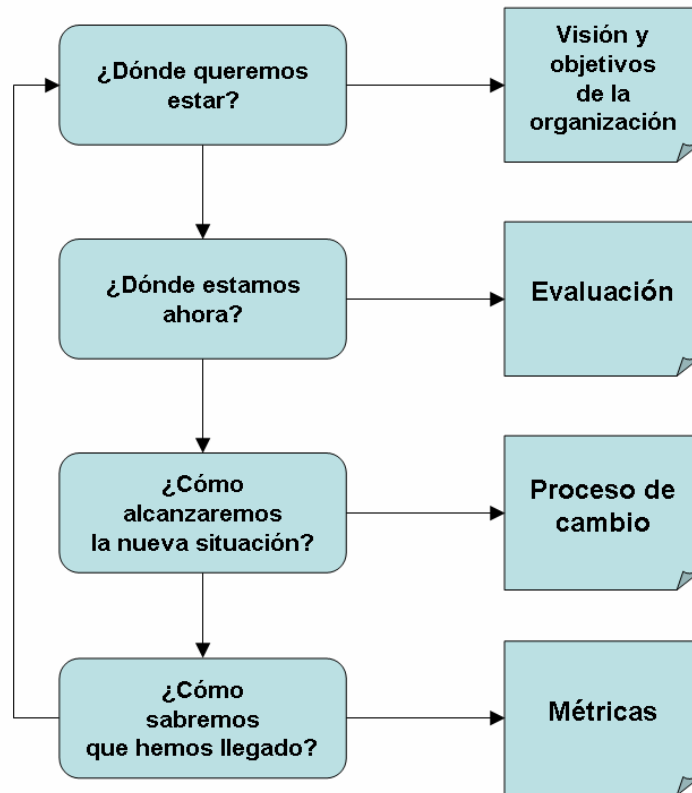 ¿Dónde queremos
estar?
Visión y
objetivos
de la
organización
¿Dónde estamos
ahora?
Evaluación
¿Cómo
alcanzaremos
la nueva situación?
Proceso de
cambio
¿Cómo
sabremos
que hemos llegado?
Métricas